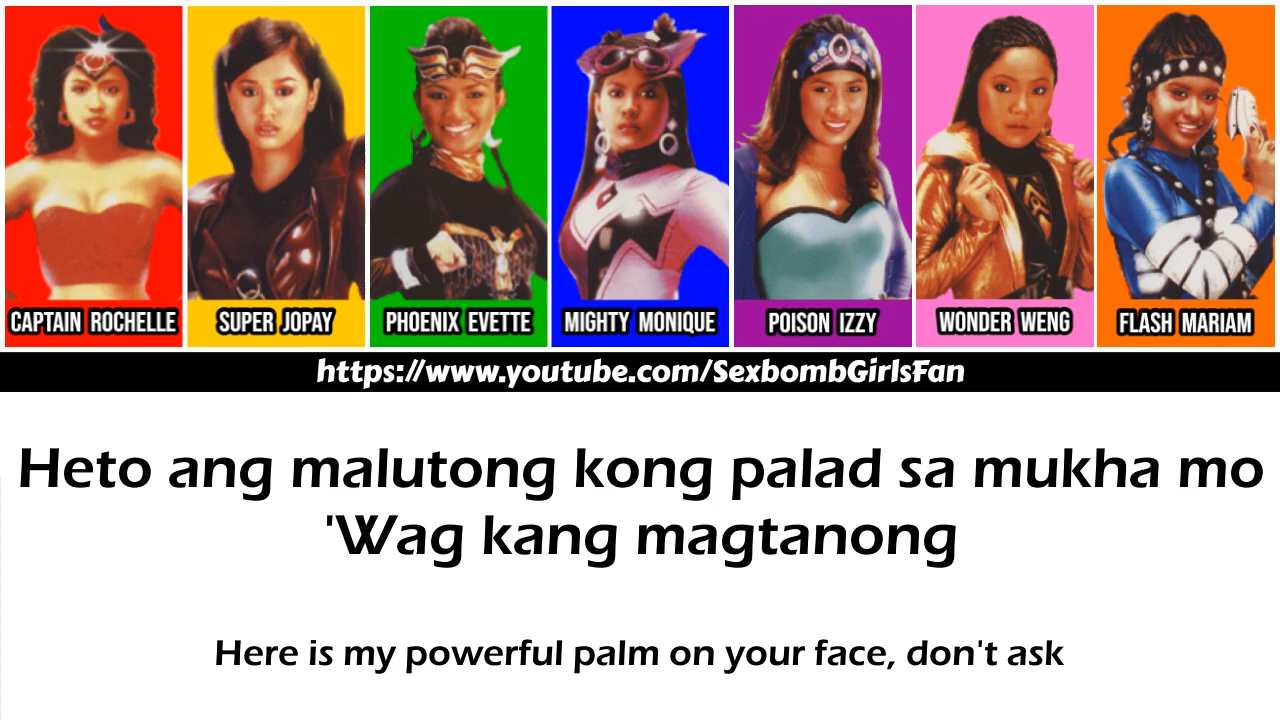 CAPTAIN ROCHELLE
SUPER JOPAY
PHOENIX EVETTE
MIGHTY MONIQUE
POISON IZZY
WONDER WENG
FLASH MARIAM
https://www.youtube.com/SexbombGirlsFan
Heto ang malutong kong palad sa mukha mo
'Wag kang magtanong
Here is my powerful palm on your face, don't ask